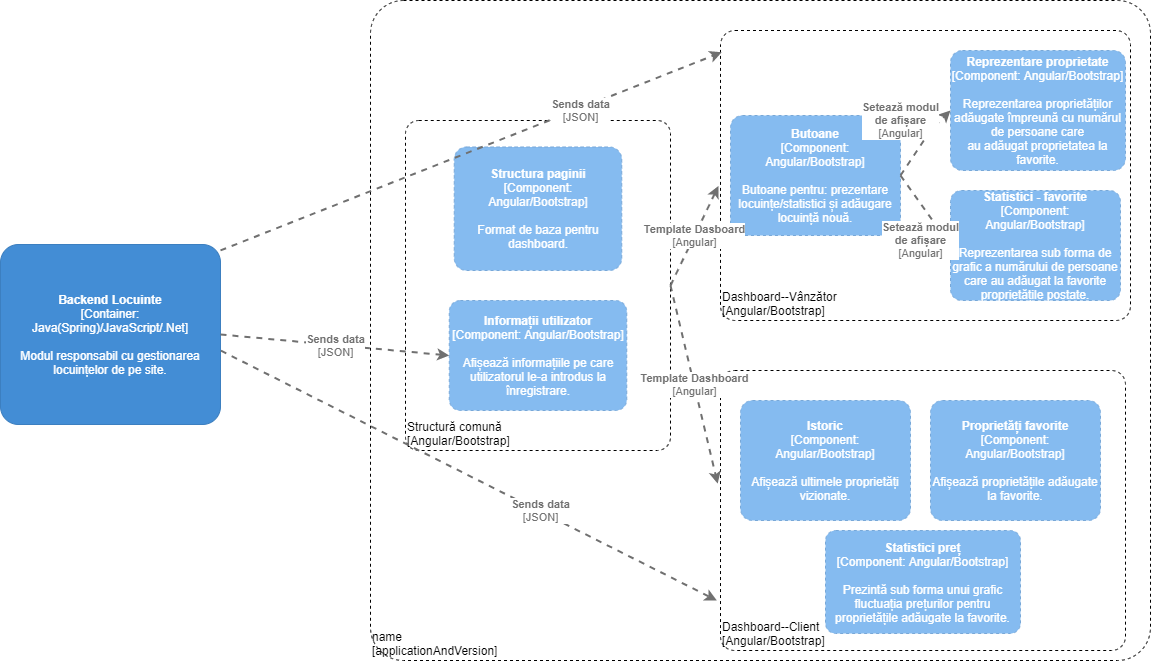 Backend Locuinte
[Container:
Java(Spring)/JavaScript/.Net]
Modul responsabil cu gestionarea
locuințelor de pe site.
Sends data
[JSON]
Sends data
[JSON]
Sends data
[JSON]
Structura paginii
[Component:
Angular/Bootstrap]
Format de baza pentru
dashboard.
Informații utilizator
[Component: Angular/Bootstrap]
Afișează informațiile pe care
utilizatorul le-a introdus la
înregistrare.
Structură comună
[Angular/Bootstrap]
Template Dasboard
[Angular]
Template Dashboard
[Angular]
Butoane
[Component:
Angular/Bootstrap]
Butoane pentru: prezentare
locuințe/statistici și adăugare
locuință nouă.
Setează modul
de afișare
[Angular]
Setează modul
de afișare
[Angular]
Reprezentare proprietate
[Component: Angular/Bootstrap]
Reprezentarea proprietăților
adăugate împreună cu numărul
de persoane care
au adăugat proprietatea la
favorite.
Statistici - favorite
[Component:
Angular/Bootstrap]
Reprezentarea sub forma de
grafic a numărului de persoane
care au adăugat la favorite
proprietățile postate.
Dashboard--Vânzător
[Angular/Bootstrap]
Istoric
[Component:
Angular/Bootstrap]
Afișează ultimele proprietăți
vizionate.
Proprietăți favorite
[Component:
Angular/Bootstrap]
Afișează proprietățile adăugate
la favorite.
Statistici preț
[Component: Angular/Bootstrap]
Prezintă sub forma unui grafic
fluctuația prețurilor pentru
proprietățile adăugate la favorite.
Dashboard--Client
[Angular/Bootstrap]
name
[applicationAndVersion]